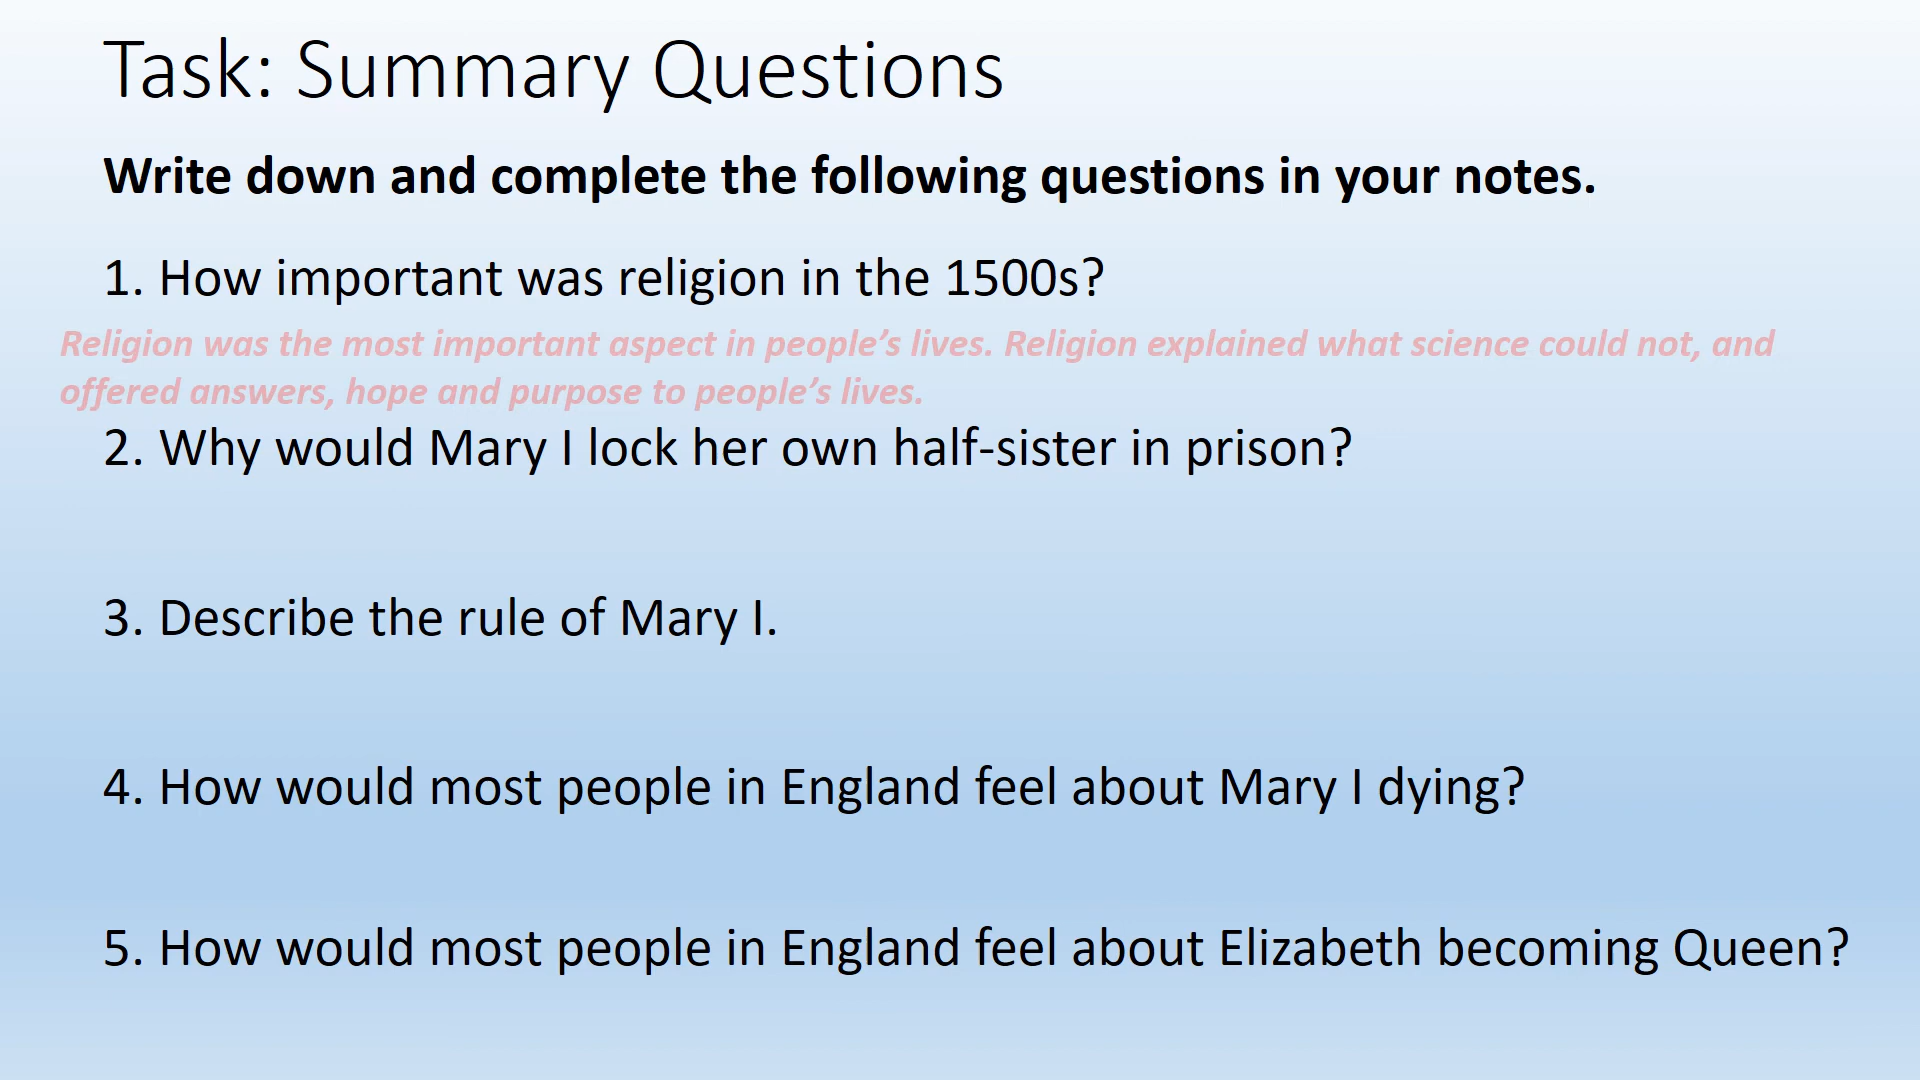 Task: Summary Questions
Write down and complete the following questions in your notes.
1. How important was religion in the 1500s?
Religion was the most important aspect in people’s lives. Religion explained what science could not, and
offered answers, hope and purpose to people’s lives.
2. Why would Mary I lock her own half-sister in prison?
3. Describe the rule of Mary I.
4. How would most people in England feel about Mary I dying?
5. How would most people in England feel about Elizabeth becoming Queen?